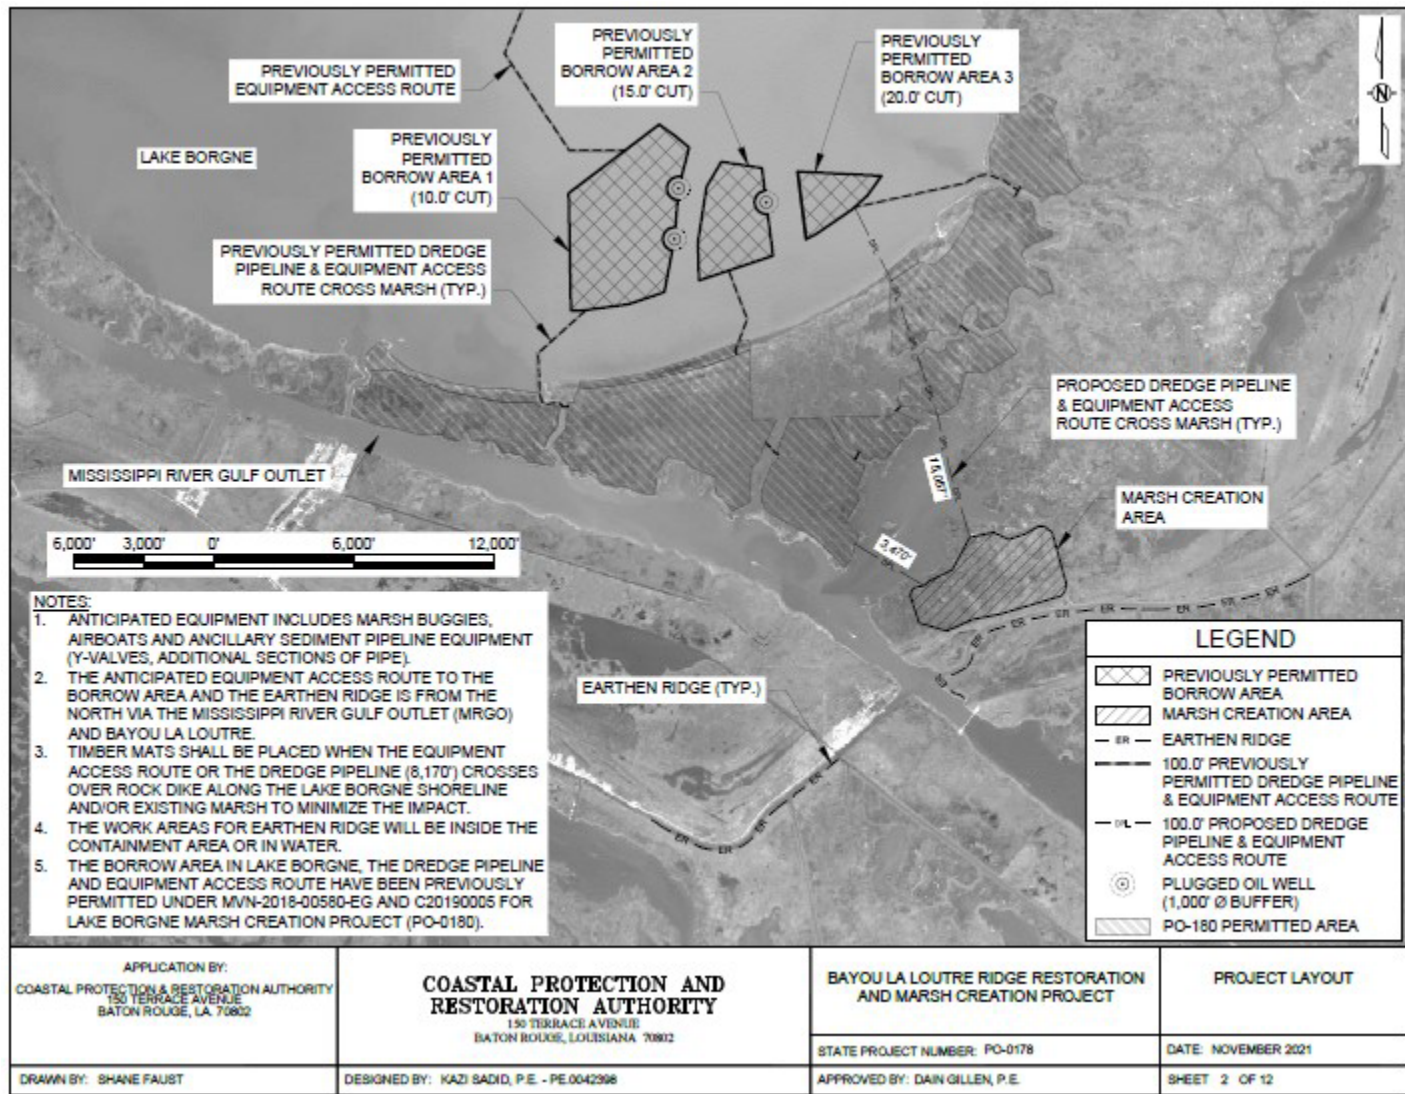 PREVIOUSLY PERMITTED
EQUIPMENT ACCESS ROUTE
PREVIOUSLY
PERMITTED
BORROW AREA 2
(15.0' CUT)
PREVIOUSLY
PERMITTED
BORROW AREA 3
(20.0' CUT)
N
LAKE BORGNE
PREVIOUSLY
PERMITTED
BORROW AREA 1
(10.0' CUT)
PREVIOUSLY PERMITTED DREDGE
PIPELINE & EQUIPMENT ACCESS
ROUTE CROSS MARSH (TYP.)
DPL
PROPOSED DREDGE PIPELINE
& EQUIPMENT ACCESS
ROUTE CROSS MARSH (TYP.)
MISSISSIPPI RIVER GULF OUTLET
MARSH CREATION
AREA
3,470'
DPL
6,000' 3,000' 0' 6,000' 12,000'
ER ER ER ER ER ER ER
ER
EARTHEN RIDGE (TYP.)
ER ER ER ER
NOTES:
1. ANTICIPATED EQUIPMENT INCLUDES MARSH BUGGIES,
AIRBOATS AND ANCILLARY SEDIMENT PIPELINE EQUIPMENT
(Y-VALVES, ADDITIONAL SECTIONS OF PIPE).
2. THE ANTICIPATED EQUIPMENT ACCESS ROUTE TO THE
BORROW AREA AND THE EARTHEN RIDGE IS FROM THE
NORTH VIA THE MISSISSIPPI RIVER GULF OUTLET (MRGO)
AND BAYOU LA LOUTRE.
3. TIMBER MATS SHALL BE PLACED WHEN THE EQUIPMENT
ACCESS ROUTE OR THE DREDGE PIPELINE (8,170') CROSSES
OVER ROCK DIKE ALONG THE LAKE BORGNE SHORELINE
AND/OR EXISTING MARSH TO MINIMIZE THE IMPACT.
4. THE WORK AREAS FOR EARTHEN RIDGE WILL BE INSIDE THE
CONTAINMENT AREA OR IN WATER.
5. THE BORROW AREA IN LAKE BORGNE, THE DREDGE PIPELINE
AND EQUIPMENT ACCESS ROUTE HAVE BEEN PREVIOUSLY
PERMITTED UNDER MVN-2018-00580-EG AND C20190005 FOR
LAKE BORGNE MARSH CREATION PROJECT (PO-0180).
LEGEND
PREVIOUSLY PERMITTED
BORROW AREA
MARSH CREATION AREA
ER EARTHEN RIDGE
100.0' PREVIOUSLY
PERMITTED DREDGE PIPELINE
& EQUIPMENT ACCESS ROUTE
DPL 100.0' PROPOSED DREDGE
PIPELINE & EQUIPMENT
ACCESS ROUTE
PLUGGED OIL WELL
(1,000' Ø BUFFER)
PO-180 PERMITTED AREA
APPLICATION BY:
COASTAL PROTECTION & RESTORATION AUTHORITY
150 TERRACE AVENUE
BATON ROUGE, LA. 70802
COASTAL PROTECTION AND
RESTORATION AUTHORITY
150 TERRACE AVENUE
BATON ROUGE, LOUISIANA 70802
BAYOU LA LOUTRE RIDGE RESTORATION
AND MARSH CREATION PROJECT
PROJECT LAYOUT
STATE PROJECT NUMBER: PO-0178
DATE: NOVEMBER 2021
DRAWN BY: SHANE FAUST
DESIGNED BY: KAZI SADID, P.E. - PE.0042398
APPROVED BY: DAIN GILLEN, P.E.
SHEET 2 OF 12